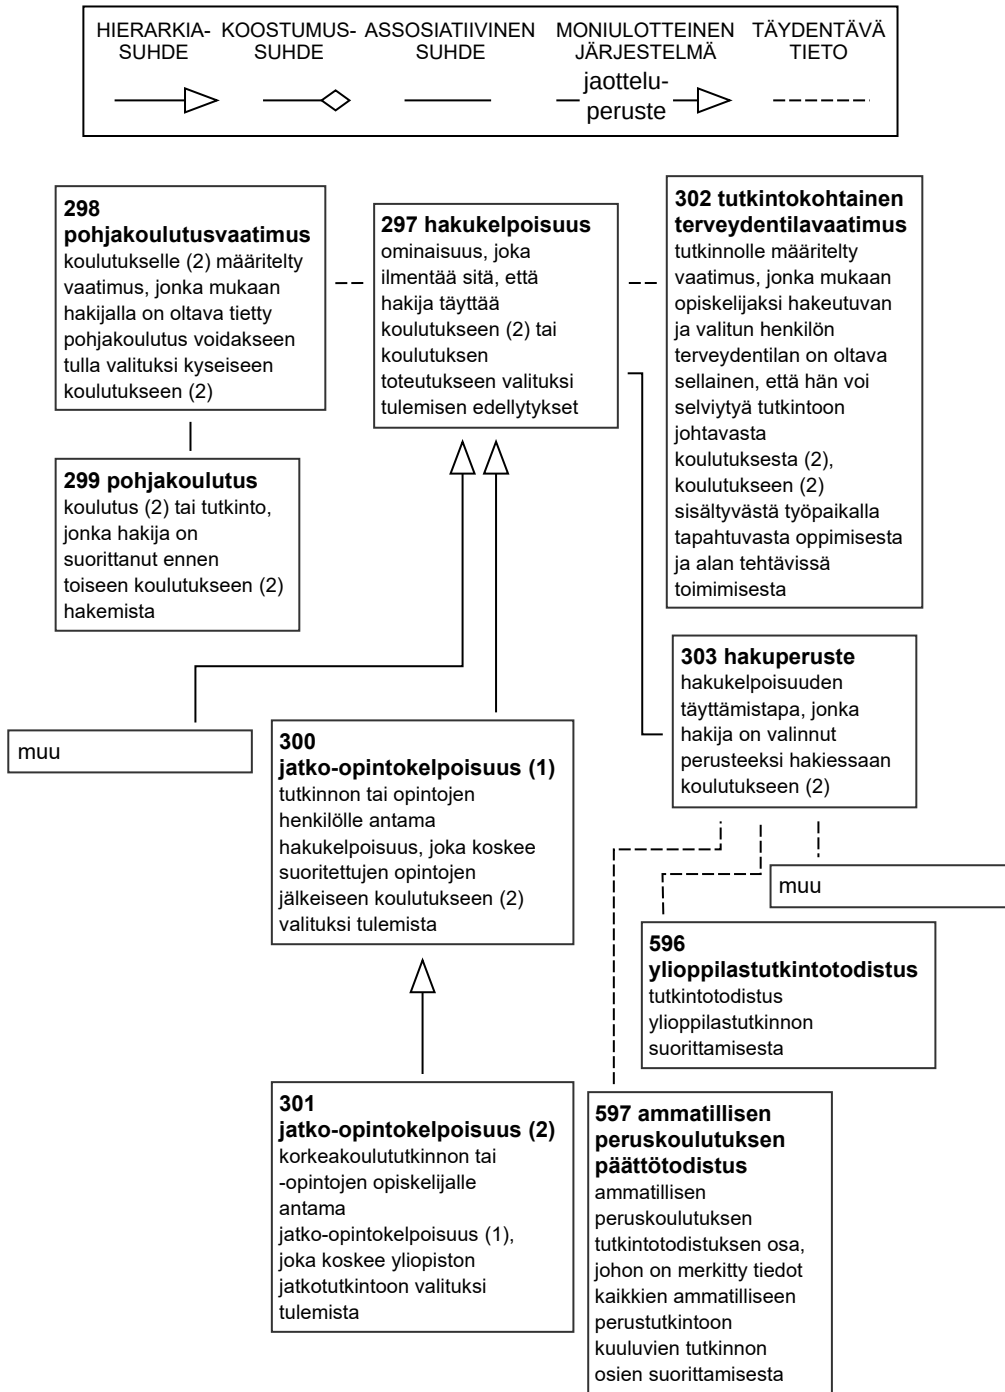 HIERARKIA-
SUHDE
KOOSTUMUS-
SUHDE
ASSOSIATIIVINEN
SUHDE
MONIULOTTEINEN
JÄRJESTELMÄ
TÄYDENTÄVÄ
TIETO
jaottelu-
peruste
298
pohjakoulutusvaatimus
koulutukselle (2) määritelty
vaatimus, jonka mukaan
hakijalla on oltava tietty
pohjakoulutus voidakseen
tulla valituksi kyseiseen
koulutukseen (2)
297 hakukelpoisuus
ominaisuus, joka
ilmentää sitä, että
hakija täyttää
koulutukseen (2) tai
koulutuksen
toteutukseen valituksi
tulemisen edellytykset
302 tutkintokohtainen
terveydentilavaatimus
tutkinnolle määritelty
vaatimus, jonka mukaan
opiskelijaksi hakeutuvan
ja valitun henkilön
terveydentilan on oltava
sellainen, että hän voi
selviytyä tutkintoon
johtavasta
koulutuksesta (2),
koulutukseen (2)
sisältyvästä työpaikalla
tapahtuvasta oppimisesta
ja alan tehtävissä
toimimisesta
299 pohjakoulutus
koulutus (2) tai tutkinto,
jonka hakija on
suorittanut ennen
toiseen koulutukseen (2)
hakemista
303 hakuperuste
hakukelpoisuuden
täyttämistapa, jonka
hakija on valinnut
perusteeksi hakiessaan
koulutukseen (2)
muu
300
jatko-opintokelpoisuus (1)
tutkinnon tai opintojen
henkilölle antama
hakukelpoisuus, joka koskee
suoritettujen opintojen
jälkeiseen koulutukseen (2)
valituksi tulemista
muu
596
ylioppilastutkintotodistus
tutkintotodistus
ylioppilastutkinnon
suorittamisesta
301
jatko-opintokelpoisuus (2)
korkeakoulututkinnon tai
-opintojen opiskelijalle
antama
jatko-opintokelpoisuus (1),
joka koskee yliopiston
jatkotutkintoon valituksi
tulemista
597 ammatillisen
peruskoulutuksen
päättötodistus
ammatillisen
peruskoulutuksen
tutkintotodistuksen osa,
johon on merkitty tiedot
kaikkien ammatilliseen
perustutkintoon
kuuluvien tutkinnon
osien suorittamisesta